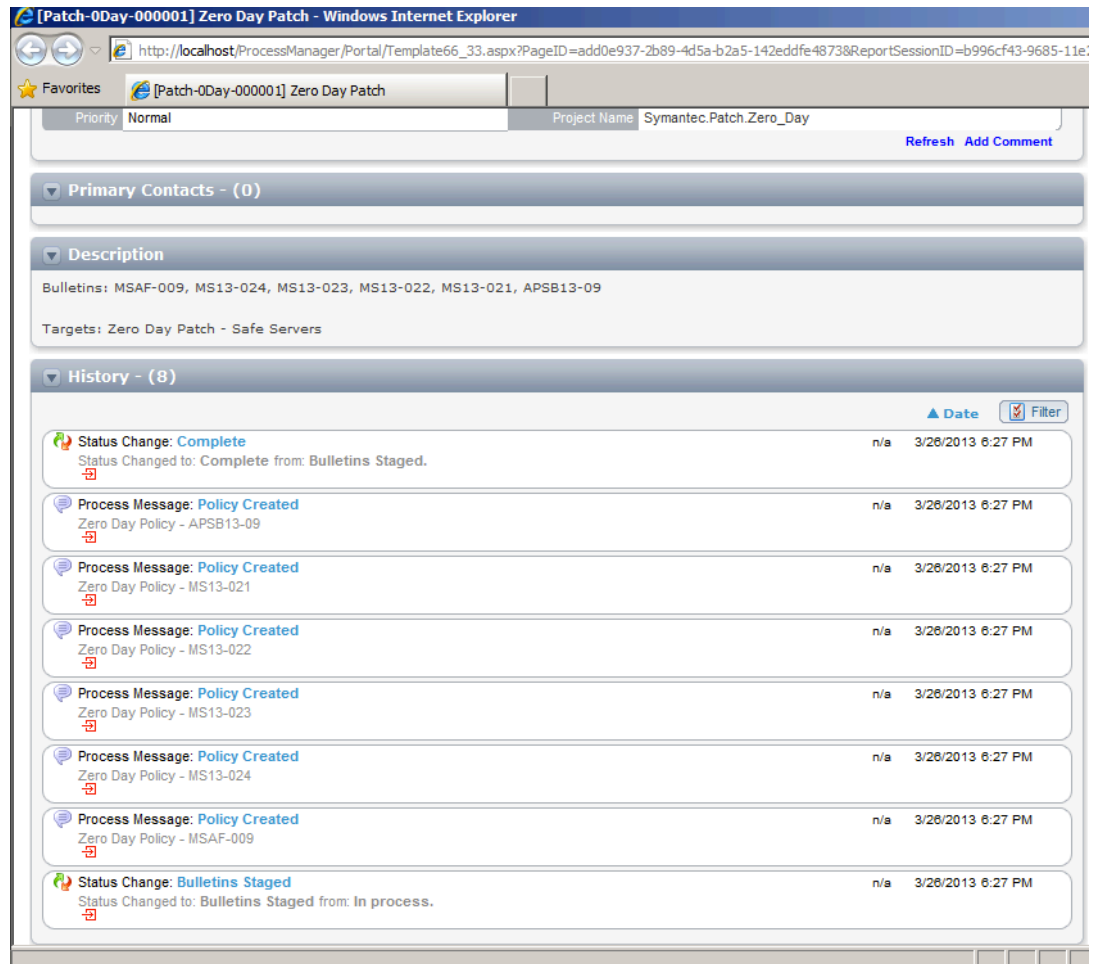 [Patch-0Day-000001] Zero Day Patch - Windows Internet Explorer
http://localhost/ProcessManager/Portal/Template66_33.aspx?PageID=add0e937-2b89-4d5a-b2a5-142eddfe4873&ReportSessionID=b996cf43-9685-11e2
Favorites [Patch-0Day-000001] Zero Day Patch
Priority Normal Project Name Symantec.Patch.Zero_Day
Refresh Add Comment
Primary Contacts - (0)
Description
Bulletins: MSAF-009, MS13-024, MS13-023, MS13-022, MS13-021, APSB13-09
Targets: Zero Day Patch - Safe Servers
History - (8)
Date Filter
Status Change: Complete n/a 3/26/2013 6:27 PM
Status Changed to: Complete from: Bulletins Staged.
Process Message: Policy Created n/a 3/26/2013 6:27 PM
Zero Day Policy - APSB13-09
Process Message: Policy Created n/a 3/26/2013 6:27 PM
Zero Day Policy - MS13-021
Process Message: Policy Created n/a 3/26/2013 6:27 PM
Zero Day Policy - MS13-022
Process Message: Policy Created n/a 3/26/2013 6:27 PM
Zero Day Policy - MS13-023
Process Message: Policy Created n/a 3/26/2013 6:27 PM
Zero Day Policy - MS13-024
Process Message: Policy Created n/a 3/26/2013 6:27 PM
Zero Day Policy - MSAF-009
Status Change: Bulletins Staged n/a 3/26/2013 6:27 PM
Status Changed to: Bulletins Staged from: In process.